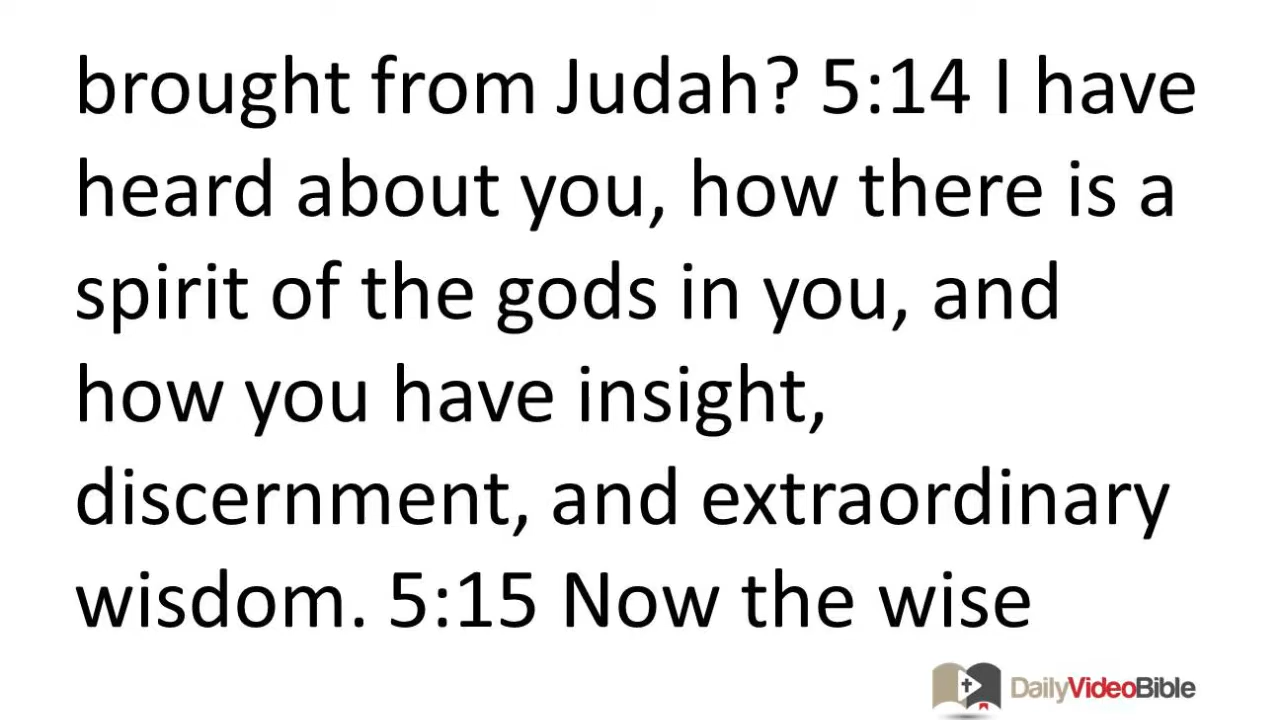 brought from Judah? 5:14 I have
heard about you, how there is a
spirit of the gods in you, and
how you have insight,
discernment, and extraordinary
wisdom. 5:15 Now the wise
DailyVideoBible